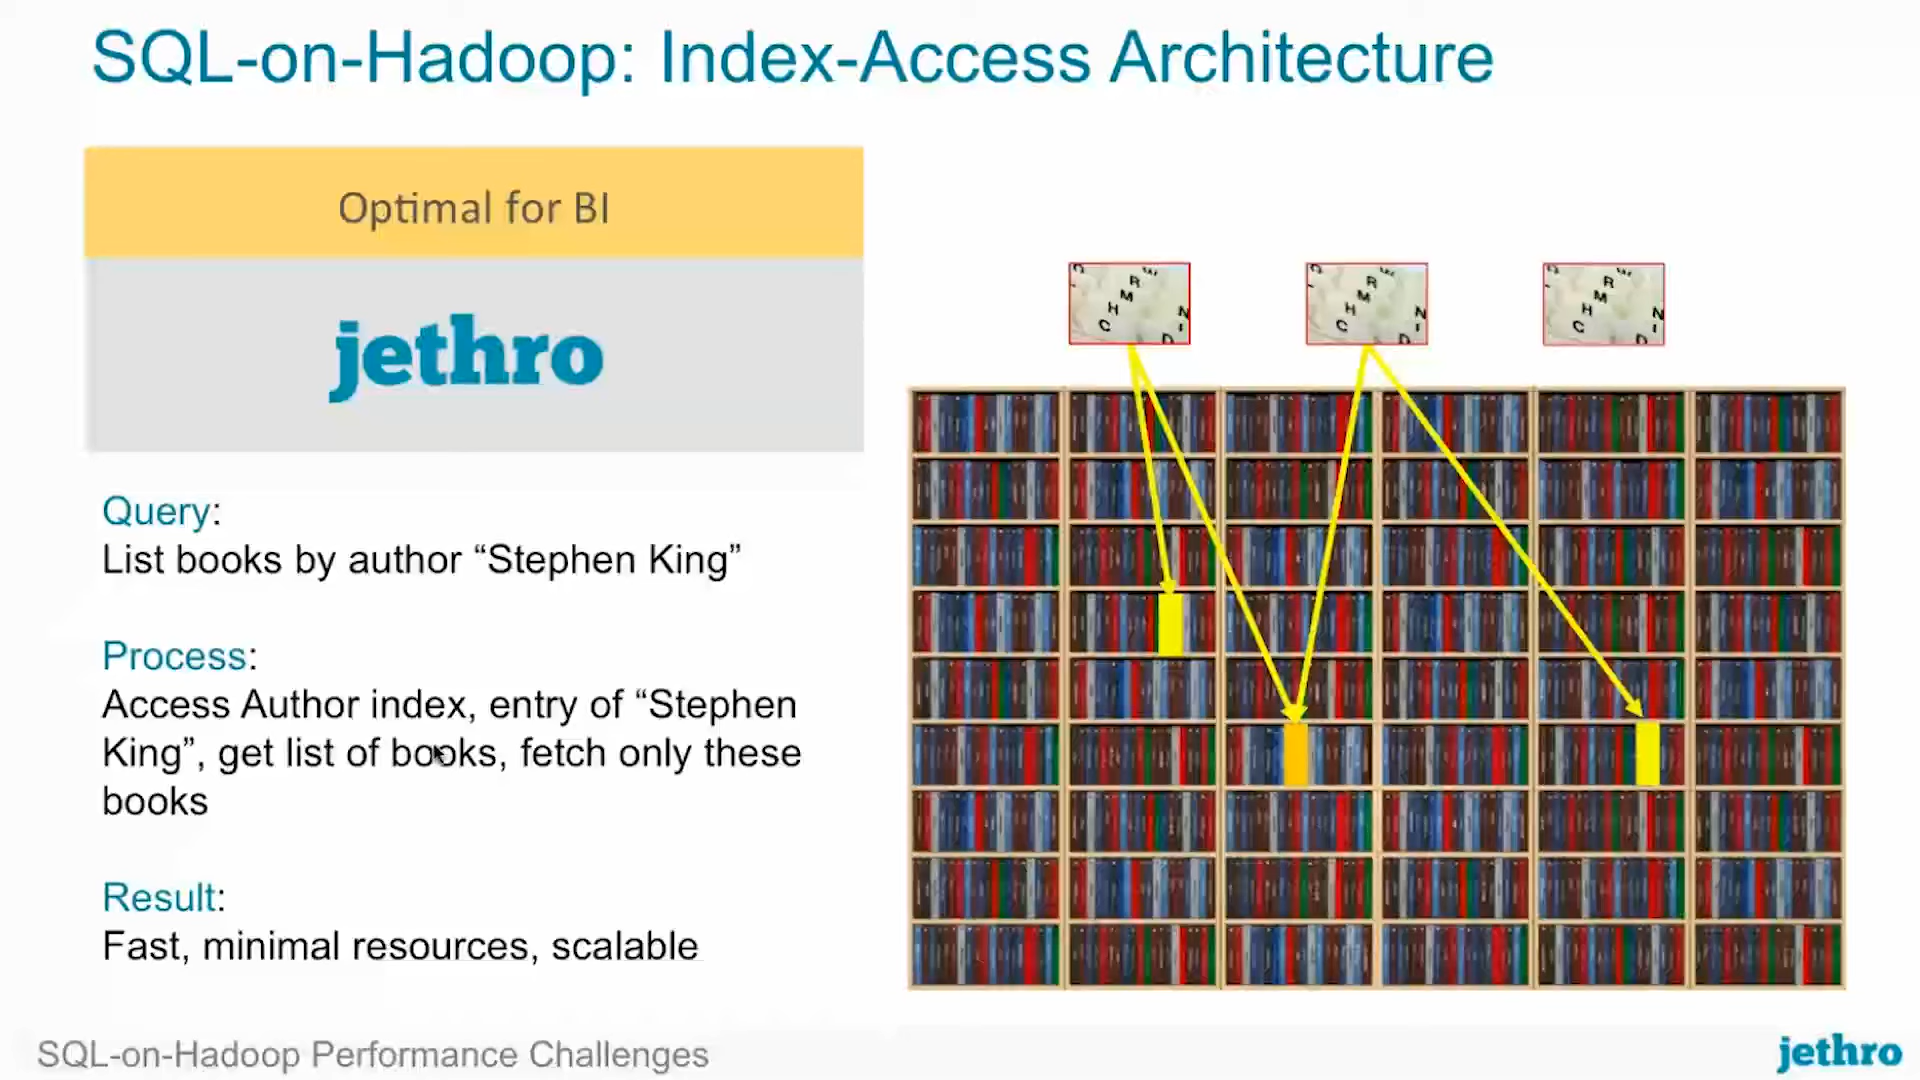 SQL-on-Hadoop: Index-Access Architecture
Optimal for BI
jethro
Query:
List books by author “Stephen King”
Process:
Access Author index, entry of “Stephen
King”, get list of books, fetch only these
books
Result:
Fast, minimal resources, scalable
R
M
H
C
N
I
D
R
M
H
C
N
I
D
R
M
H
C
N
I
D
SQL-on-Hadoop Performance Challenges
jethro